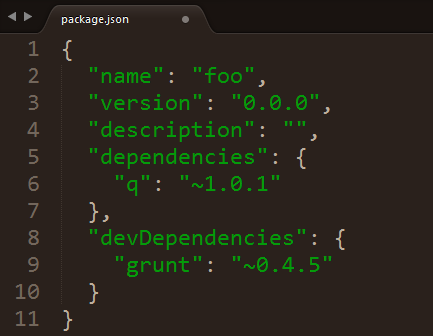 package.json
1 {
2   "name": "foo",
3   "version": "0.0.0",
4   "description": "",
5   "dependencies": {
6     "q": "~1.0.1"
7   },
8   "devDependencies": {
9     "grunt": "~0.4.5"
10   }
11 }